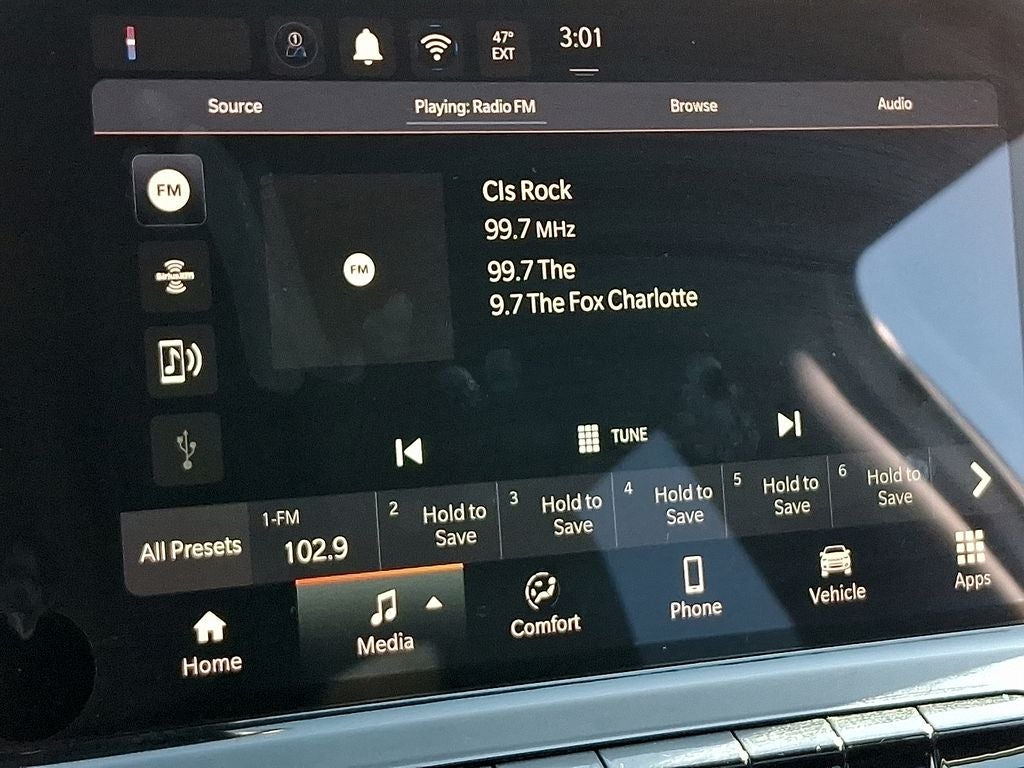 1
47°
EXT
3:01
Source
Playing: Radio FM
Browse
Audio
FM
SiriusXM
FM
Cls Rock
99.7 MHz
99.7 The
9.7 The Fox Charlotte
TUNE
All Presets
1-FM
102.9
2
Hold to
Save
3
Hold to
Save
4
Hold to
Save
5
Hold to
Save
6
Hold to
Save
Home
Media
Comfort
Phone
Vehicle
Apps